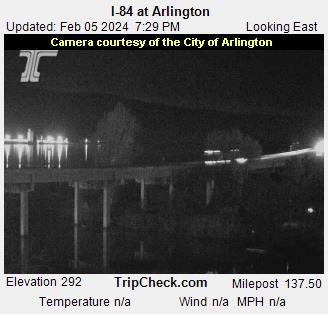 I-84 at Arlington
Updated: Feb 05 2024 7:29 PM Looking East
Camera courtesy of the City of Arlington
Elevation 292 TripCheck.com Milepost 137.50
Temperature n/a Wind n/a MPH n/a